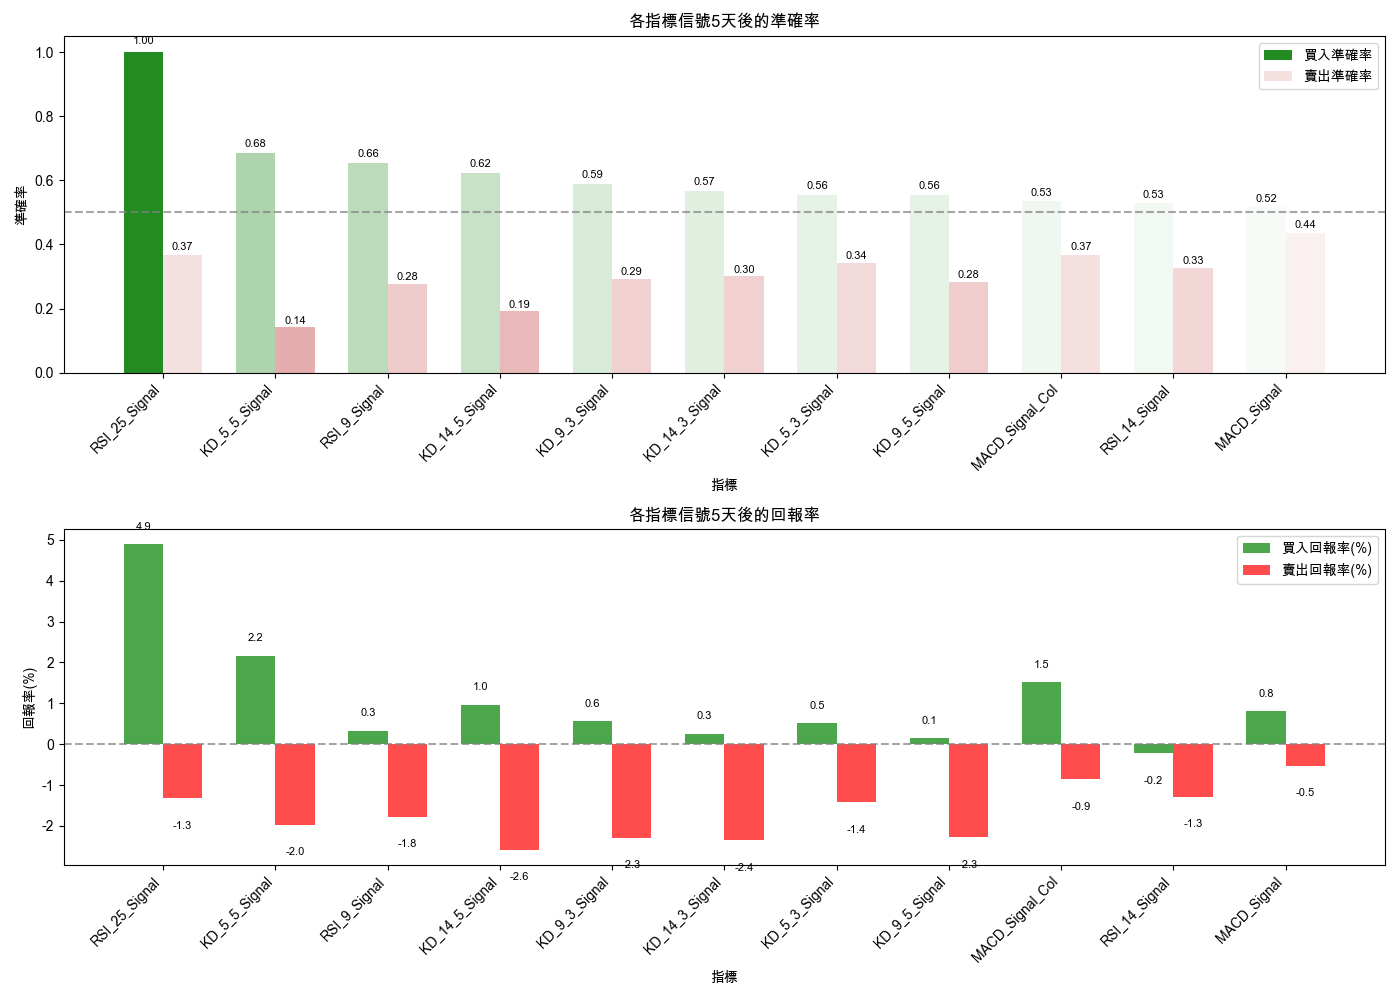 各指標信號5天後的準確率
1.00
買入準確率
賣出準確率
1.0
0.8
0.6
0.4
0.2
0.0
準確率
0.37
0.68
0.14
0.66
0.28
0.62
0.19
0.59
0.29
0.57
0.30
0.56
0.34
0.56
0.28
0.53
0.37
0.53
0.33
0.52
0.44
RSI_25_Signal
KD_5_5_Signal
RSI_9_Signal
KD_14_5_Signal
KD_9_3_Signal
KD_14_3_Signal
KD_5_3_Signal
KD_9_5_Signal
MACD_Signal_Col
RSI_14_Signal
MACD_Signal
指標
各指標信號5天後的回報率
4.9
買入回報率(%)
賣出回報率(%)
5
4
3
2
1
0
-1
-2
回報率(%)
-1.3
2.2
-2.0
0.3
-1.8
1.0
-2.6
0.6
-2.3
0.3
-2.4
0.5
-1.4
0.1
-2.3
1.5
-0.9
-0.2
-1.3
0.8
-0.5
RSI_25_Signal
KD_5_5_Signal
RSI_9_Signal
KD_14_5_Signal
KD_9_3_Signal
KD_14_3_Signal
KD_5_3_Signal
KD_9_5_Signal
MACD_Signal_Col
RSI_14_Signal
MACD_Signal
指標